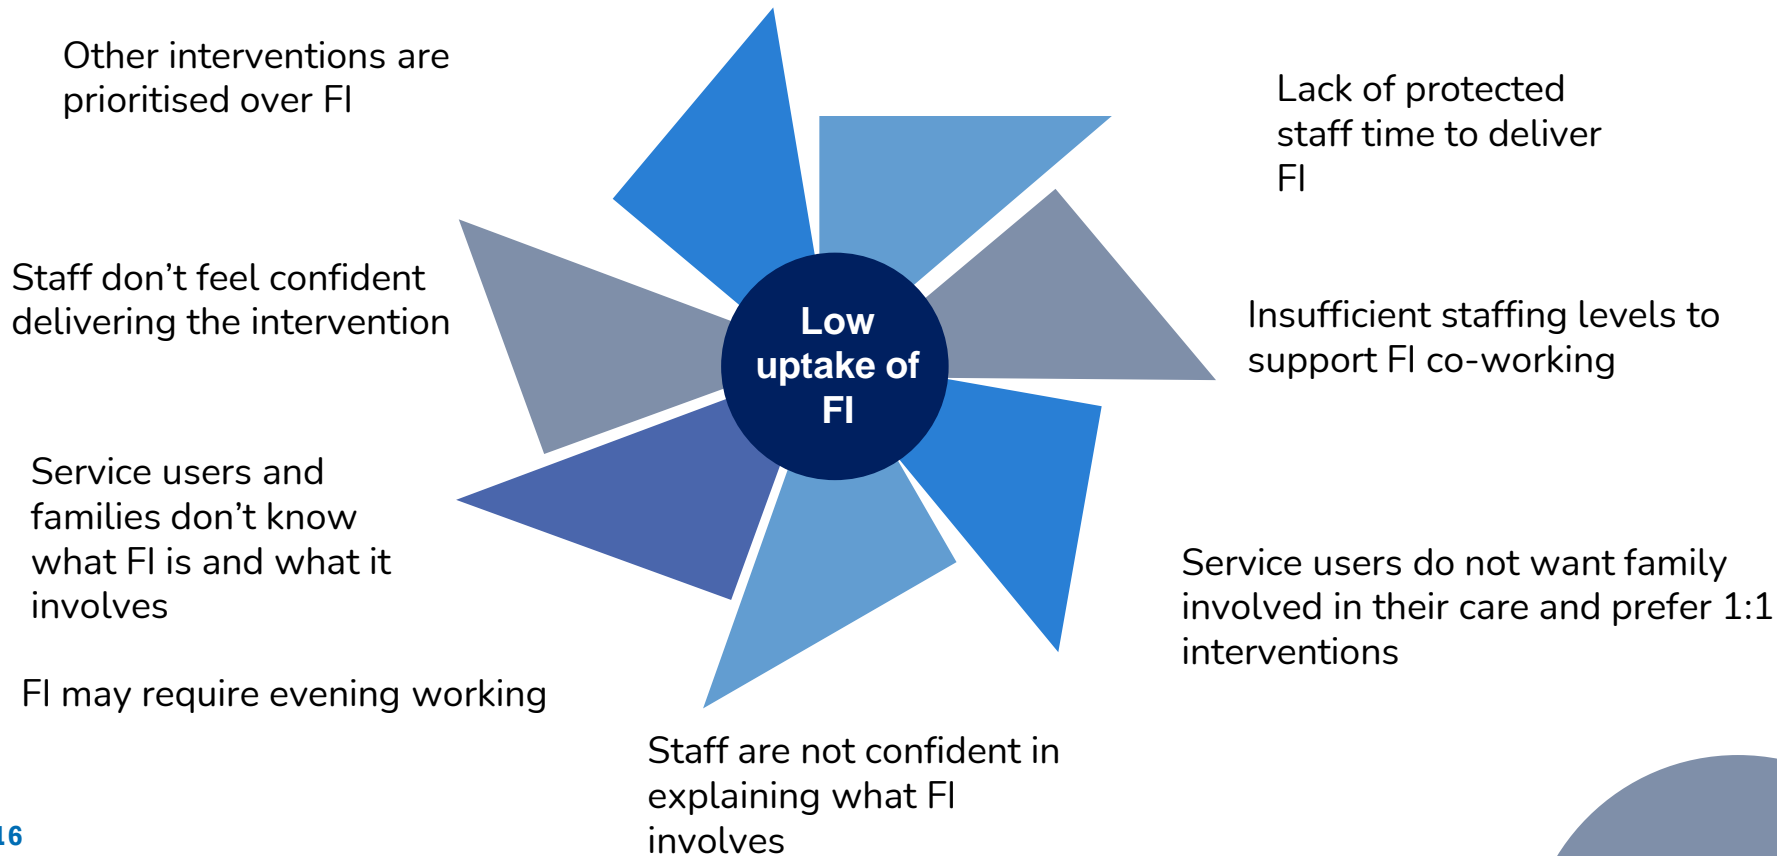 Other interventions are
prioritised over FI
Lack of protected
staff time to deliver
FI
Staff don’t feel confident
delivering the intervention
Low
uptake of
FI
Insufficient staffing levels to
support FI co-working
Service users and
families don’t know
what FI is and what it
involves
Service users do not want family
involved in their care and prefer 1:1
interventions
FI may require evening working
Staff are not confident in
explaining what FI
involves
16